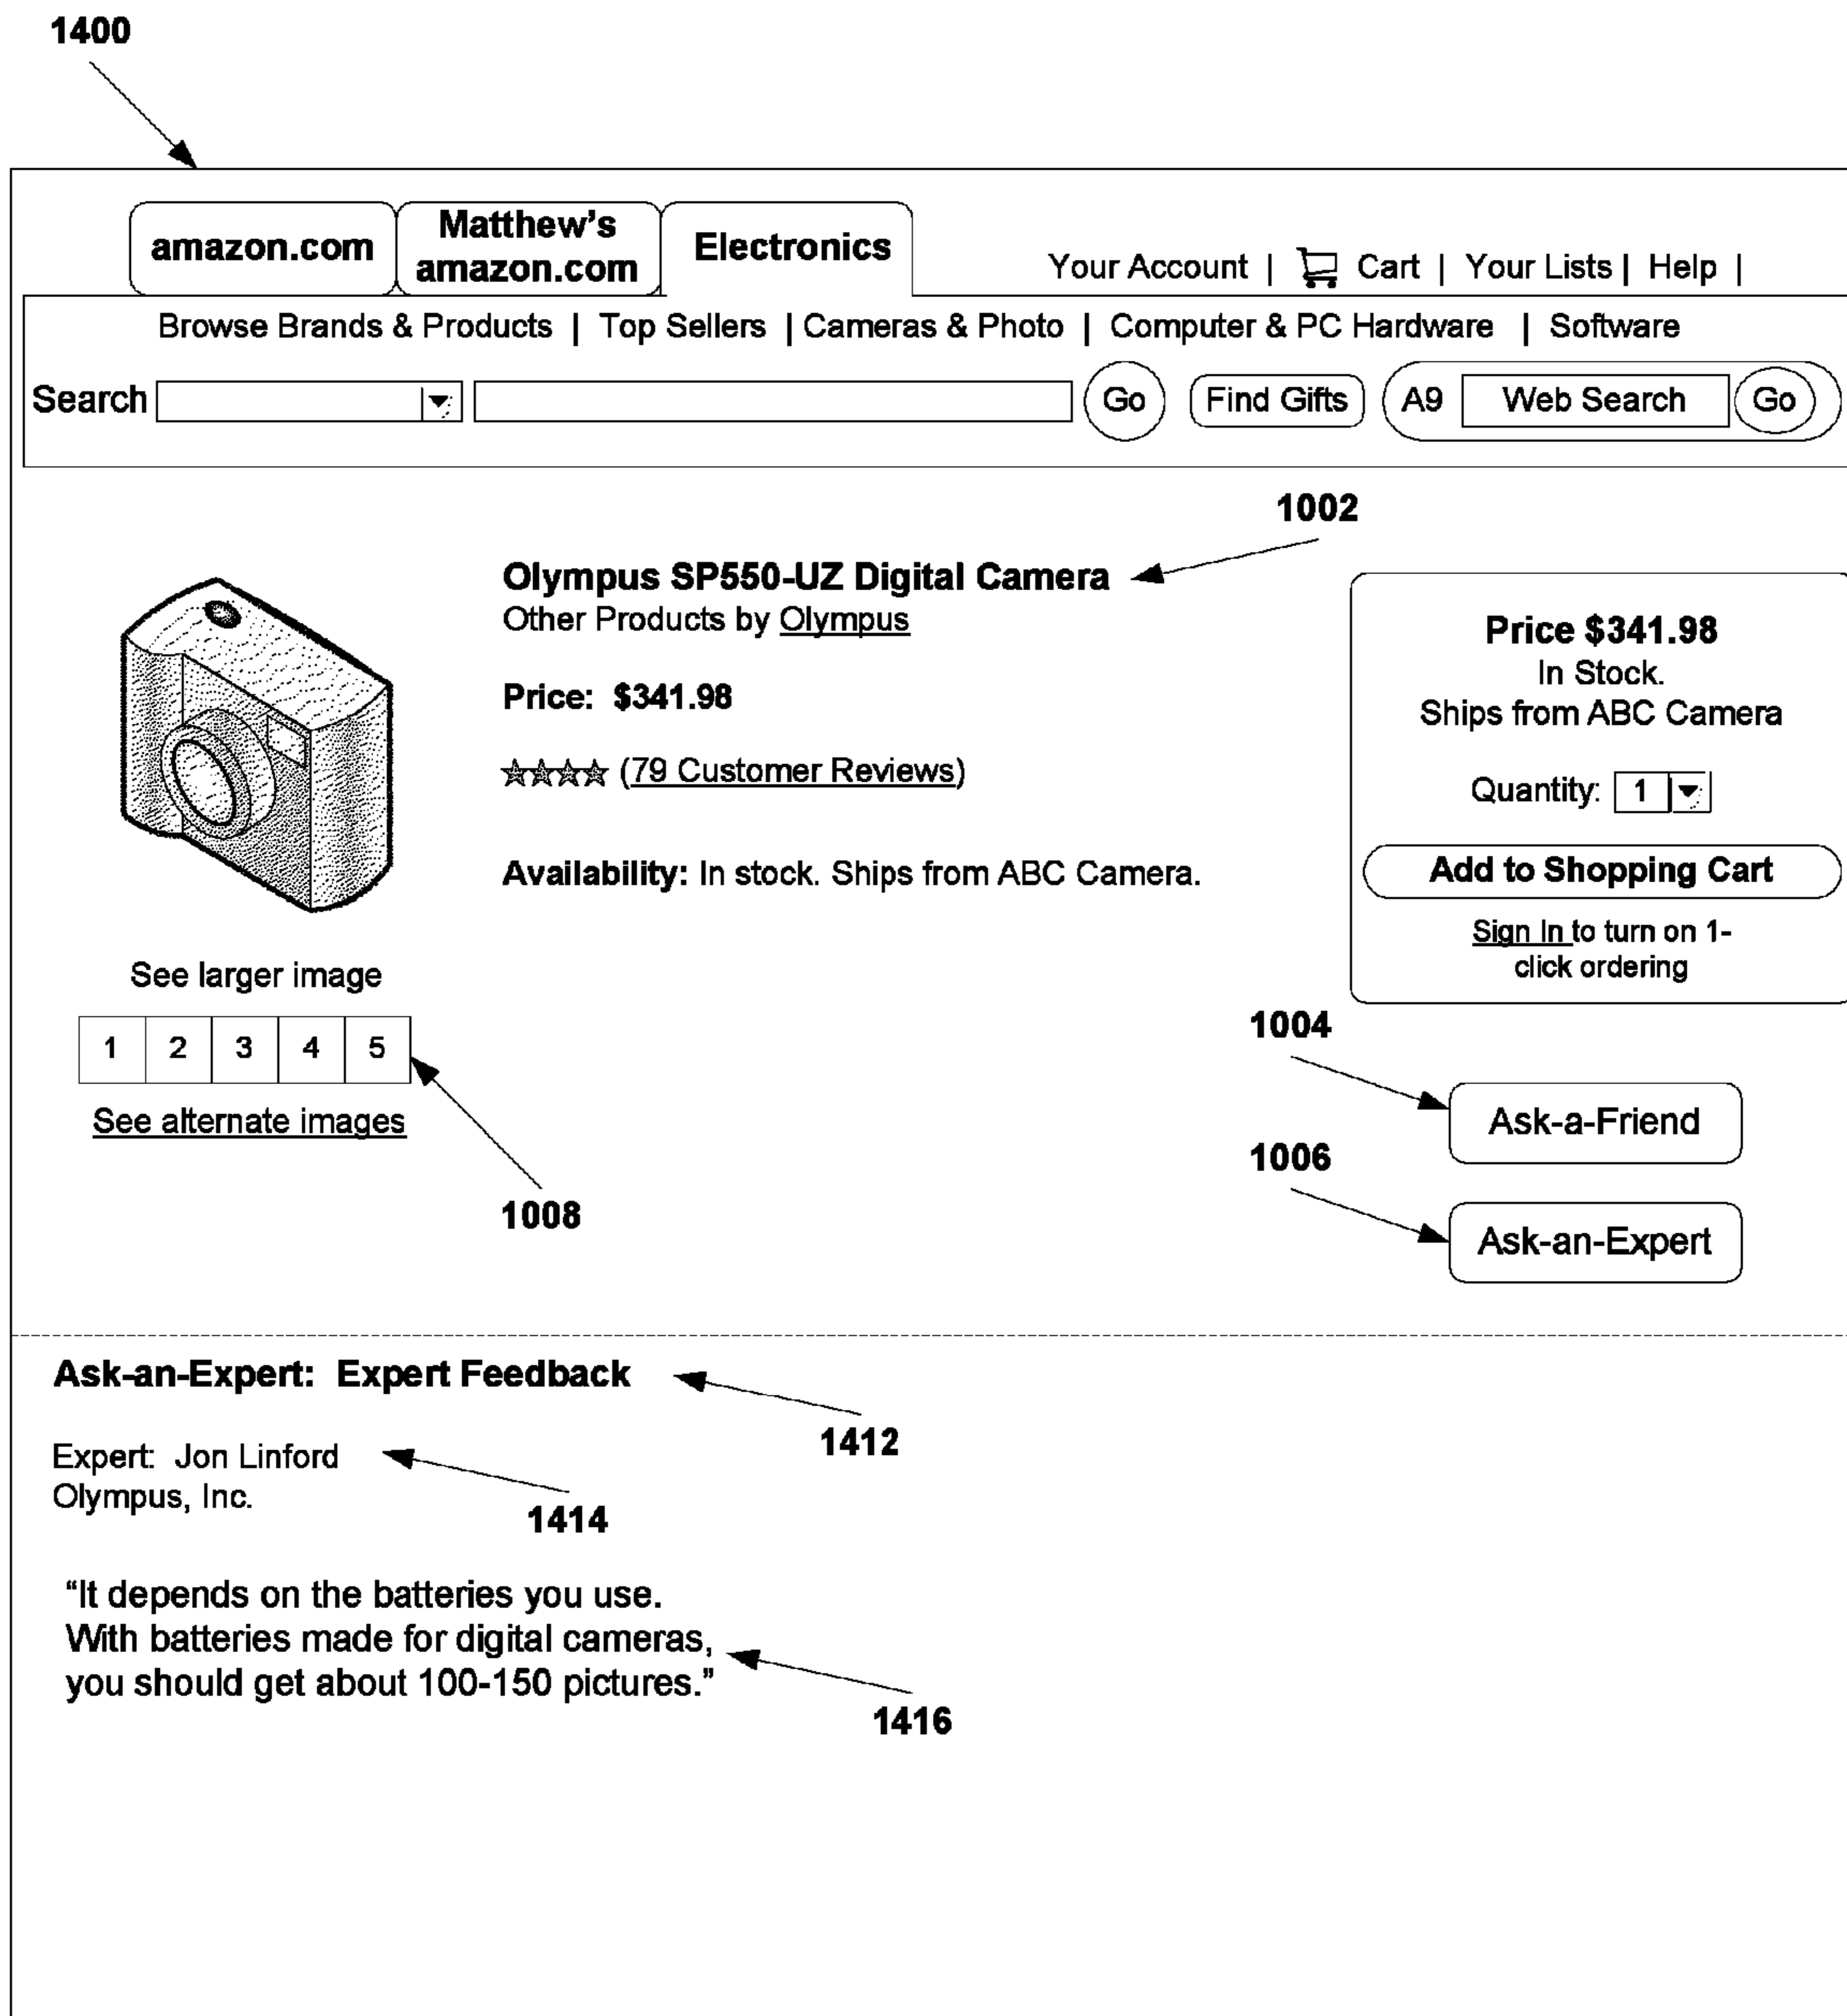 1400
amazon.com
Matthew's
amazon.com
Electronics
Your Account | Cart | Your Lists | Help |
Browse Brands & Products | Top Sellers | Cameras & Photo | Computer & PC Hardware | Software
Search Go Find Gifts A9 Web Search Go
1002
Olympus SP550-UZ Digital Camera
Other Products by Olympus
Price: $341.98
(79 Customer Reviews)
Availability: In stock. Ships from ABC Camera.
Price $341.98
In Stock.
Ships from ABC Camera
Quantity: 1
Add to Shopping Cart
Sign In to turn on 1-
click ordering
See larger image
1 2 3 4 5
See alternate images
1008
1004
Ask-a-Friend
1006
Ask-an-Expert
Ask-an-Expert: Expert Feedback
1412
Expert: Jon Linford
Olympus, Inc.
1414
“It depends on the batteries you use.
With batteries made for digital cameras,
you should get about 100-150 pictures.”
1416